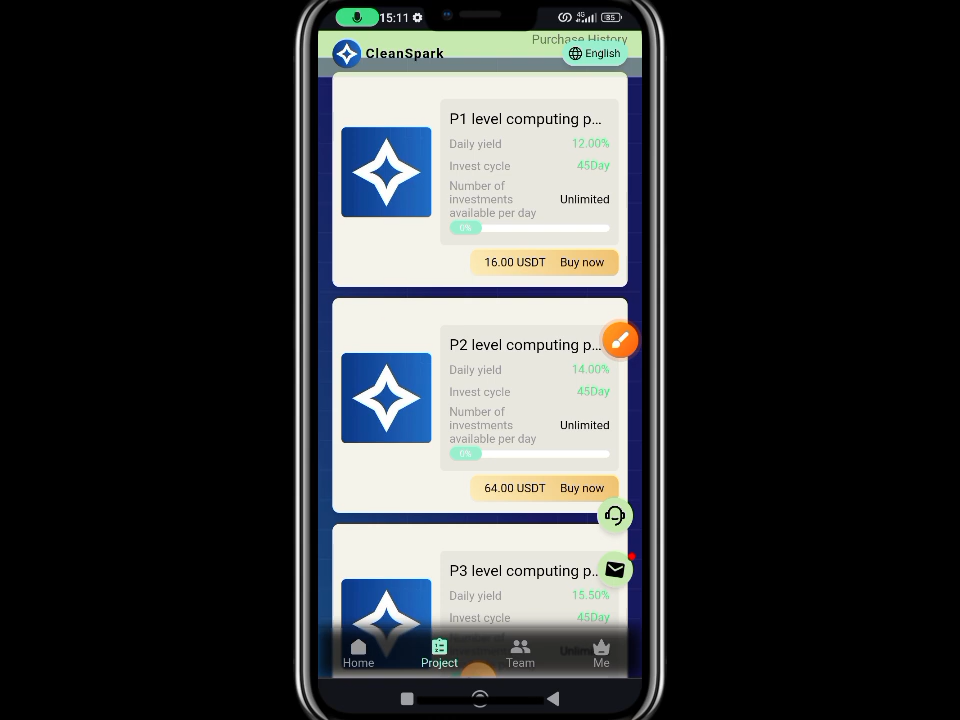 15:11
4G
85
Purchase History
CleanSpark
English
P1 level computing p...
Daily yield 12.00%
Invest cycle 45Day
Number of
investments Unlimited
available per day
0%
16.00 USDT Buy now
P2 level computing p...
Daily yield 14.00%
Invest cycle 45Day
Number of
investments Unlimited
available per day
0%
64.00 USDT Buy now
P3 level computing p...
Daily yield 15.50%
Invest cycle 45Day
Home Project Team Me